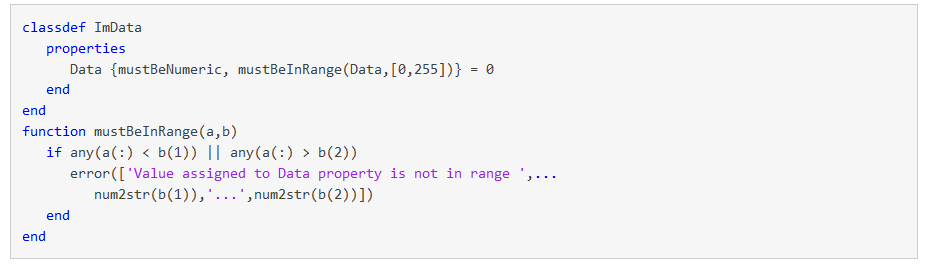 classdef ImData
   properties
      Data {mustBeNumeric, mustBeInRange(Data,[0,255])} = 0
   end
end
function mustBeInRange(a,b)
   if any(a(:) < b(1)) || any(a(:) > b(2))
      error(['Value assigned to Data property is not in range ',...
         num2str(b(1)),'...',num2str(b(2))])
   end
end